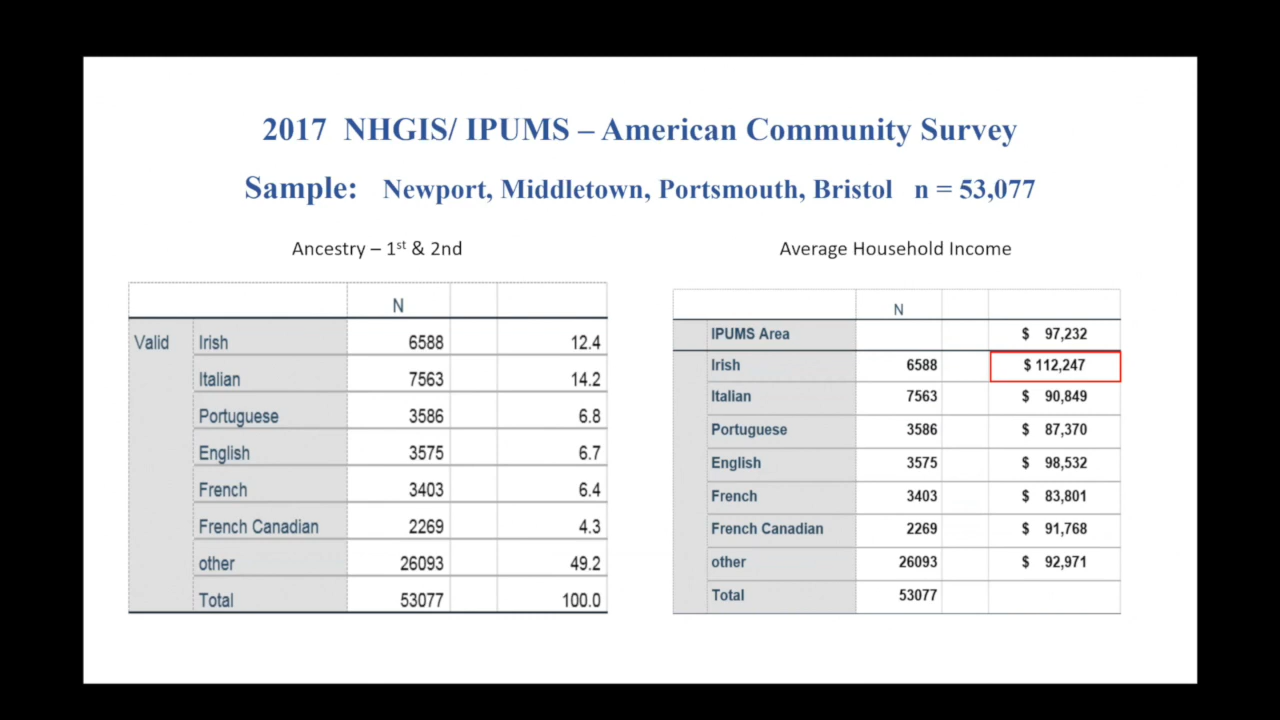 2017 NHGIS/ IPUMS – American Community Survey
Sample: Newport, Middletown, Portsmouth, Bristol n = 53,077
Ancestry – 1st & 2nd
N
Valid Irish 6588 12.4
Italian 7563 14.2
Portuguese 3586 6.8
English 3575 6.7
French 3403 6.4
French Canadian 2269 4.3
other 26093 49.2
Total 53077 100.0
Average Household Income
N
IPUMS Area $ 97,232
Irish 6588 $ 112,247
Italian 7563 $ 90,849
Portuguese 3586 $ 87,370
English 3575 $ 98,532
French 3403 $ 83,801
French Canadian 2269 $ 91,768
other 26093 $ 92,971
Total 53077